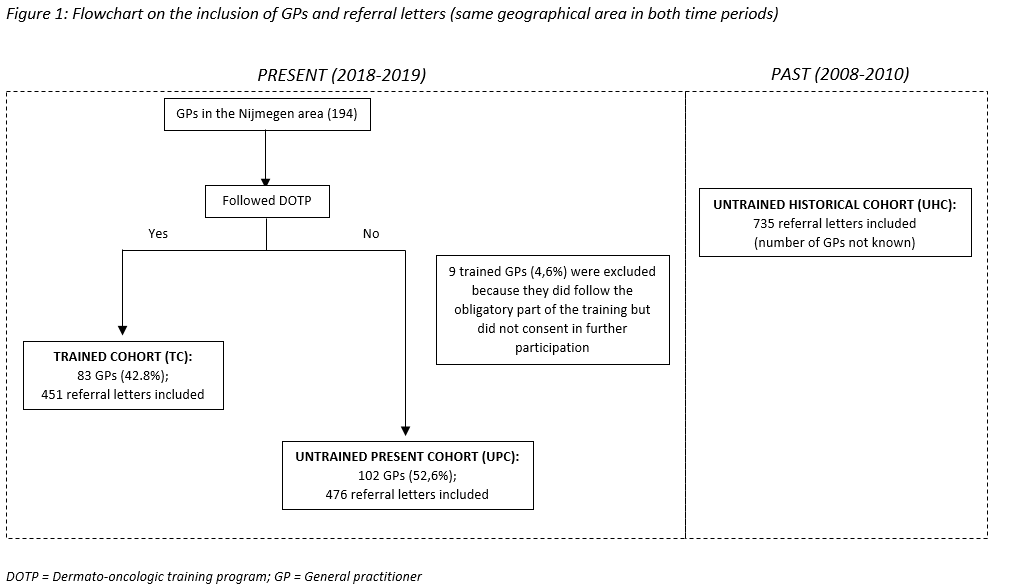 Figure 1: Flowchart on the inclusion of GPs and referral letters (same geographical area in both time periods)
PRESENT (2018-2019)
PAST (2008-2010)
GPs in the Nijmegen area (194)
Followed DOTP
Yes
No
9 trained GPs (4,6%) were excluded
because they did follow the
obligatory part of the training but
did not consent in further
participation
TRAINED COHORT (TC):
83 GPs (42.8%);
451 referral letters included
UNTRAINED PRESENT COHORT (UPC):
102 GPs (52,6%);
476 referral letters included
UNTRAINED HISTORICAL COHORT (UHC):
735 referral letters included
(number of GPs not known)
DOTP = Dermato-oncologic training program; GP = General practitioner